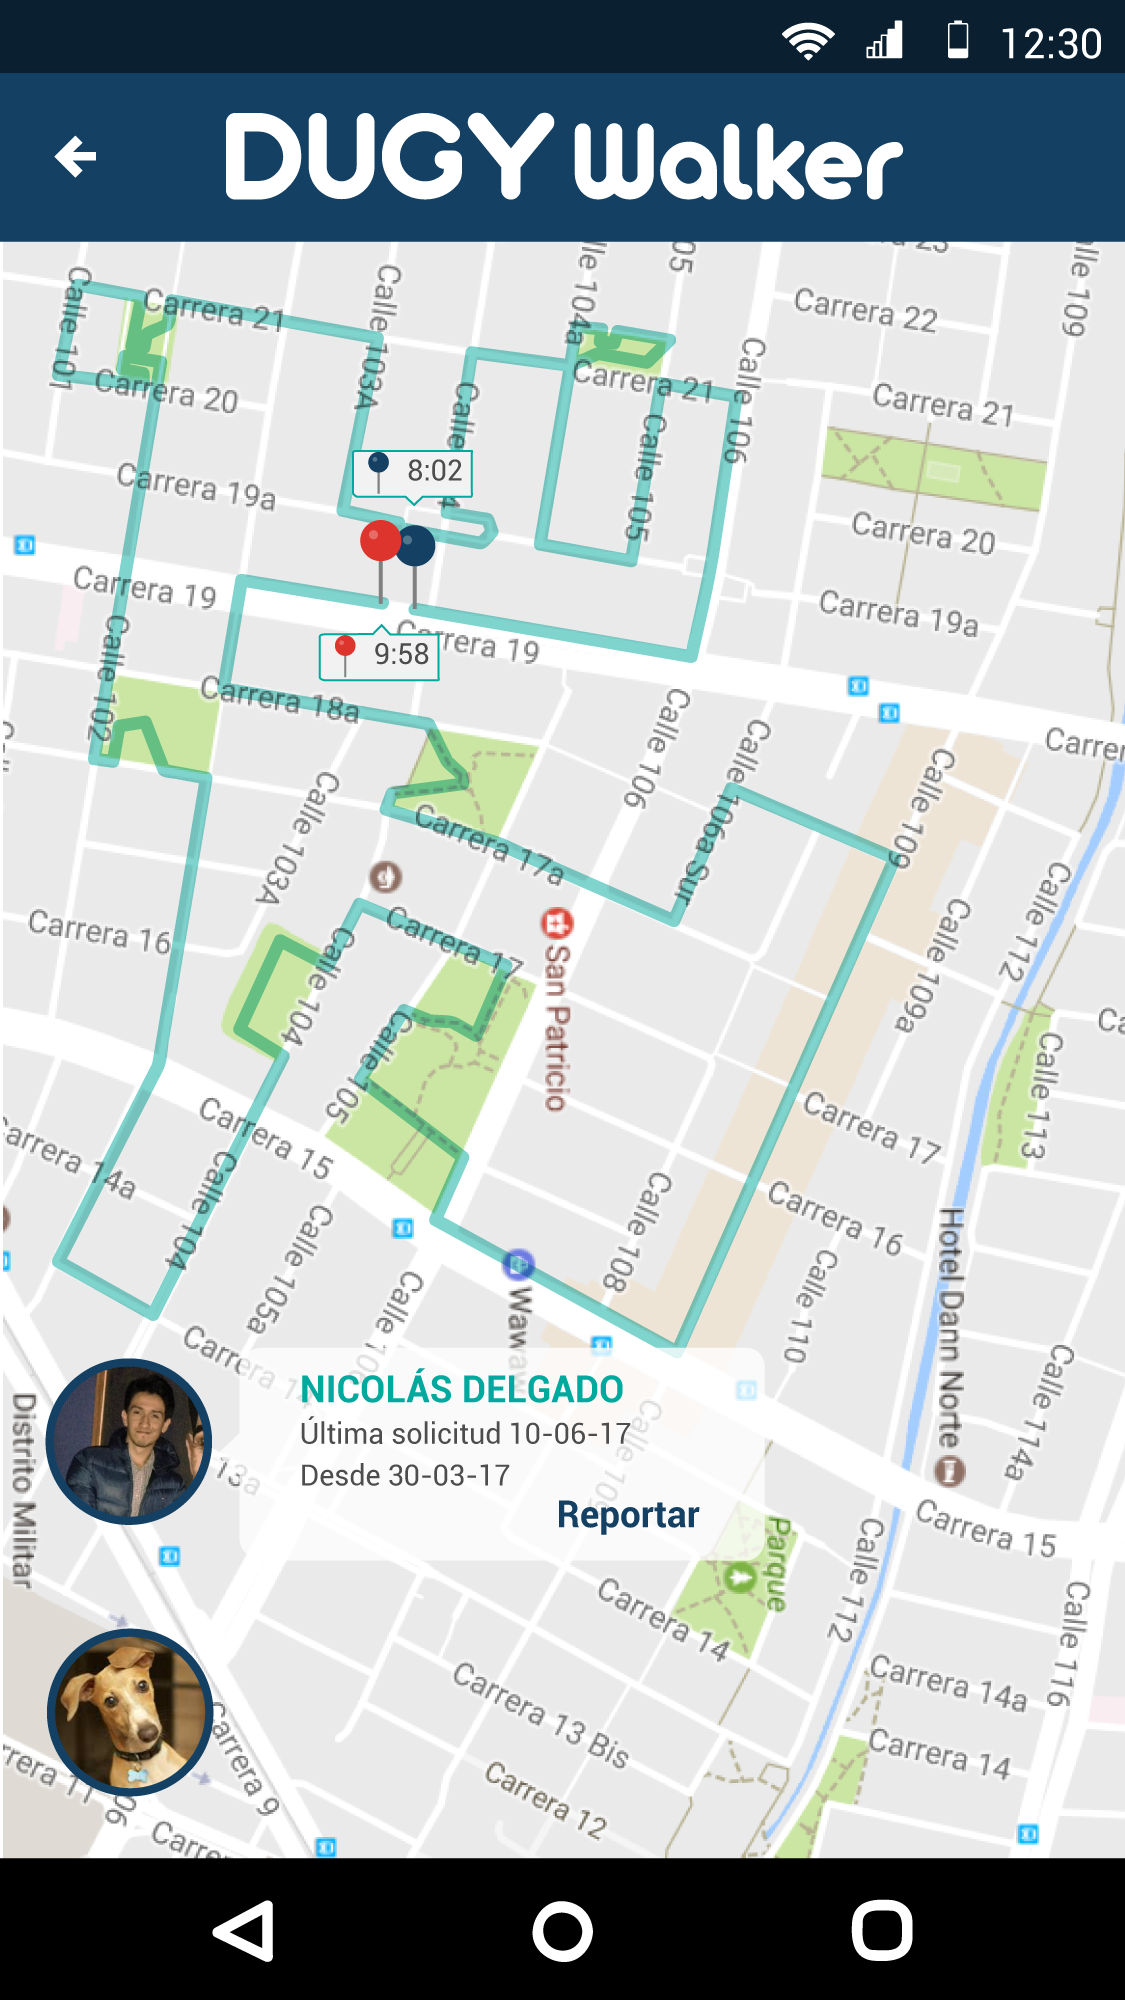 12:30
DUGY Walker
Calle 101
Carrera 21
Calle 103A
Carrera 20
Carrera 19a
Carrera 21
Calle 105
Calle 106
Carrera 22
Calle 109
Carrera 21
Carrera 20
Carrera 19a
8:02
Carrera 19
9:58
Carrera 19
Calle 102
Carrera 18a
Calle 103A
Calle 106
Calle 106a Sur
Calle 109
Carrera 17a
Carrera 16
Carrera 17
Calle 104
Calle 105
San Patricio
Calle 109a
Calle 112
Calle 113
Carrera 15
Carrera 17
Carrera 14a
Calle 104
Calle 105a
Calle 108
Carrera 16
Calle 110
Hotel Dann Norte
Calle 114a
NICOLÁS DELGADO
Última solicitud 10-06-17
Desde 30-03-17
Reportar
Distrito Militar
13a
Carrera 15
Parque
Calle 112
Carrera 14
Calle 116
Carrera 14a
Carrera 14
Carrera 13 Bis
Carrera 12
Carrera 9